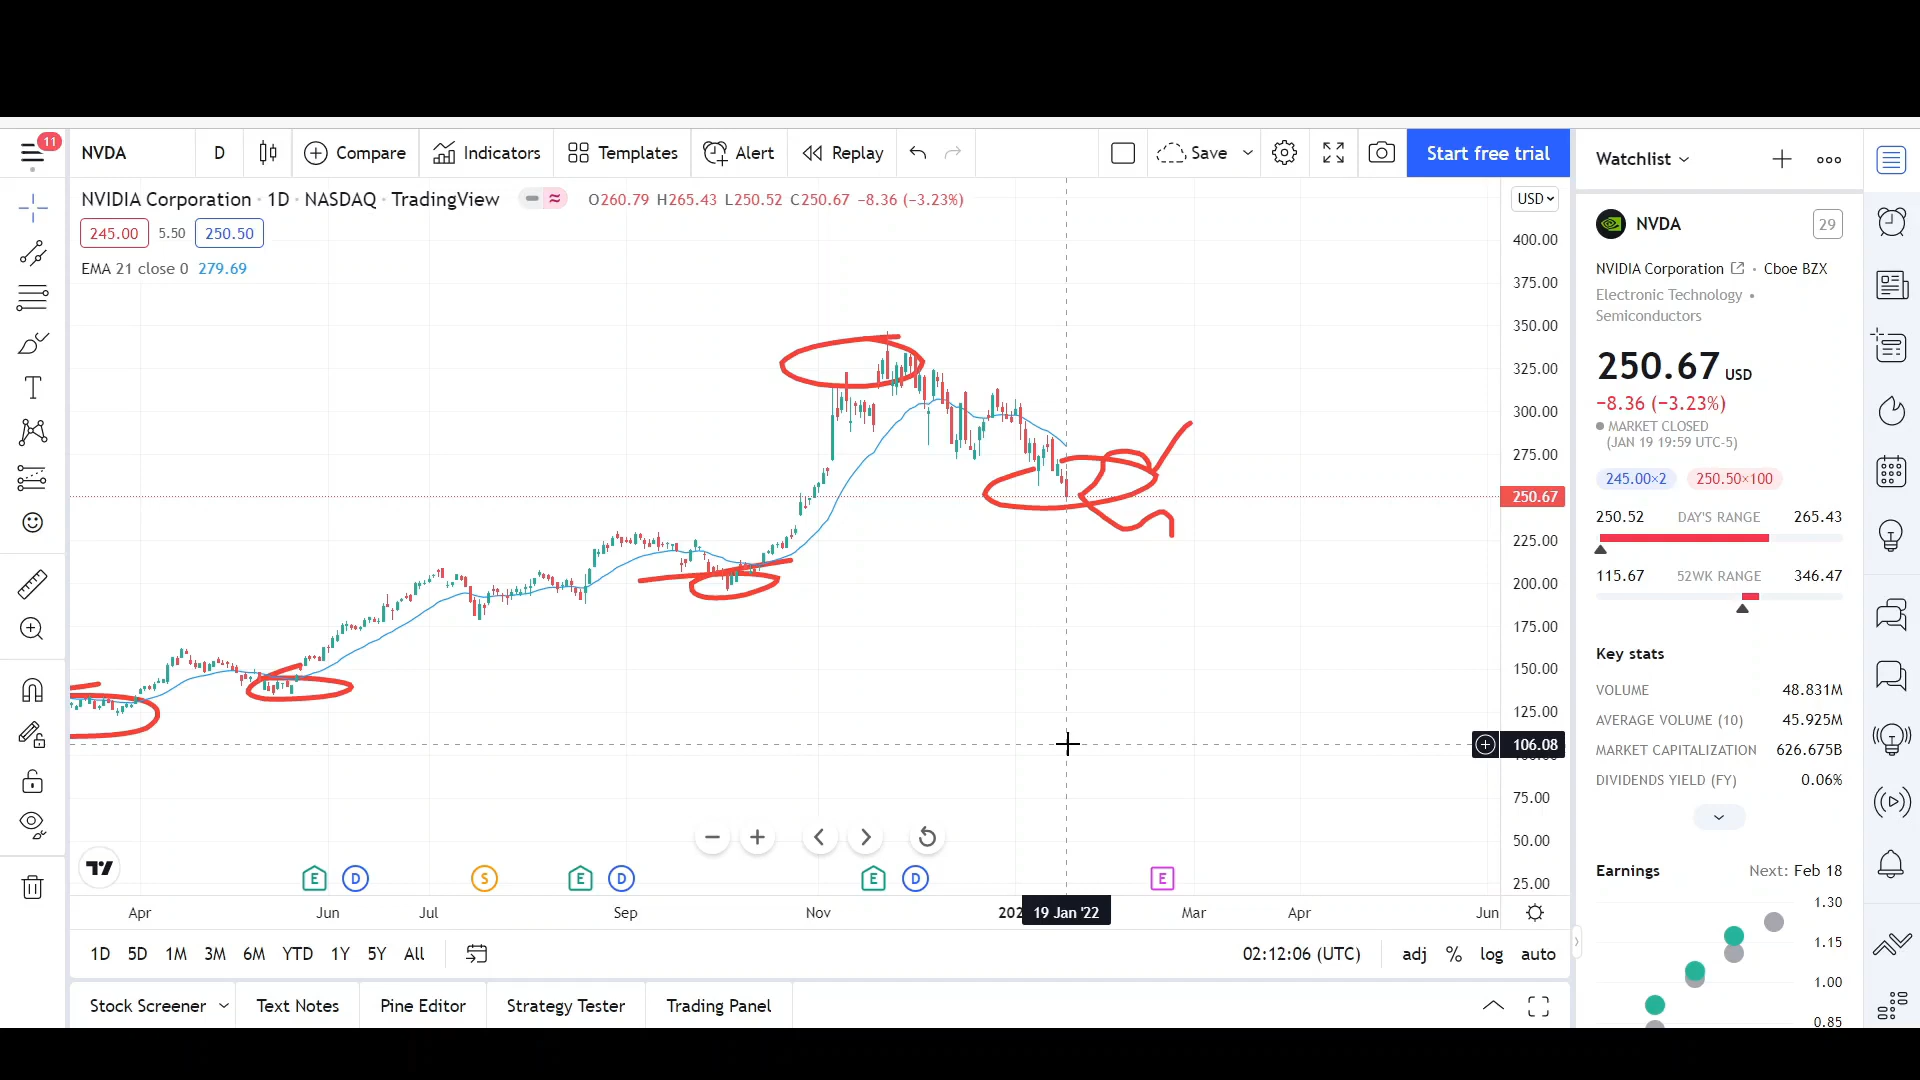 11
NVDA D Compare Indicators Templates Alert Replay Save Start free trial
NVIDIA Corporation · 1D · NASDAQ · TradingView O260.79 H265.43 L250.52 C250.67 −8.36 (−3.23%)
245.00 5.50 250.50
EMA 21 close 0 279.69
USD
400.00
375.00
350.00
325.00
300.00
275.00
250.67
225.00
200.00
175.00
150.00
125.00
106.08
75.00
50.00
25.00
E D S E D E D E
Apr Jun Jul Sep Nov 202 19 Jan '22 Mar Apr Jun
1D 5D 1M 3M 6M YTD 1Y 5Y All 02:12:06 (UTC) adj % log auto
Stock Screener Text Notes Pine Editor Strategy Tester Trading Panel
Watchlist
NVDA 29
NVIDIA Corporation · Cboe BZX
Electronic Technology •
Semiconductors
250.67 USD
−8.36 (−3.23%)
MARKET CLOSED
(JAN 19 19:59 UTC-5)
245.00×2 250.50×100
250.52 DAY'S RANGE 265.43
115.67 52WK RANGE 346.47
Key stats
VOLUME 48.831M
AVERAGE VOLUME (10) 45.925M
MARKET CAPITALIZATION 626.675B
DIVIDENDS YIELD (FY) 0.06%
Earnings Next: Feb 18
1.30
1.15
1.00
0.85